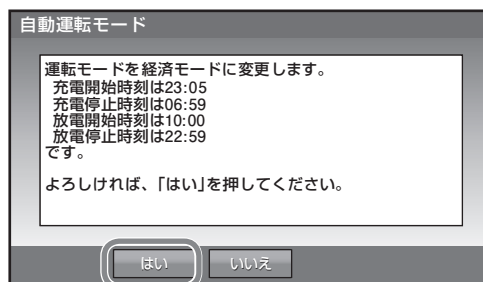 自動運転モード
運転モードを経済モードに変更します。
充電開始時刻は23:05
充電停止時刻は06:59
放電開始時刻は10:00
放電停止時刻は22:59
です。
よろしければ、「はい」を押してください。
はい いいえ